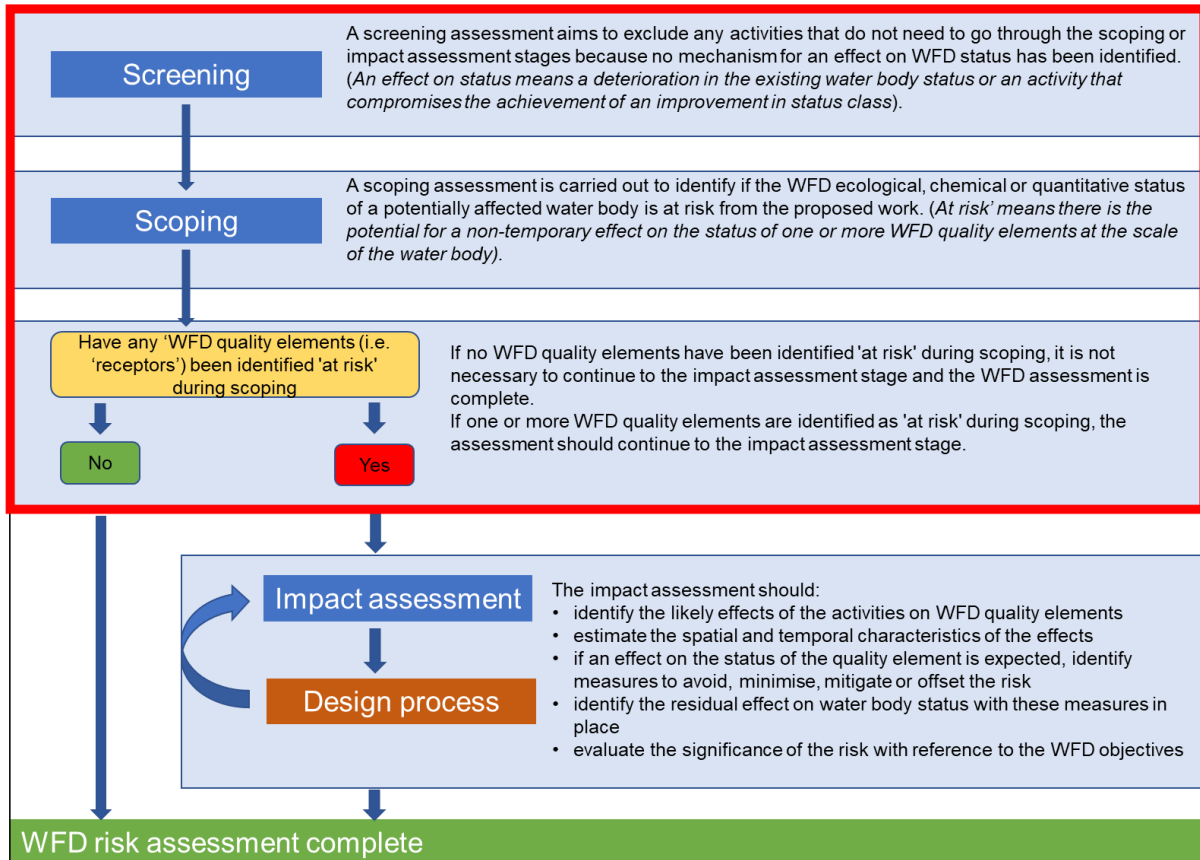 Screening
A screening assessment aims to exclude any activities that do not need to go through the scoping or
impact assessment stages because no mechanism for an effect on WFD status has been identified.
(An effect on status means a deterioration in the existing water body status or an activity that
compromises the achievement of an improvement in status class).
Scoping
A scoping assessment is carried out to identify if the WFD ecological, chemical or quantitative status
of a potentially affected water body is at risk from the proposed work. (At risk’ means there is the
potential for a non-temporary effect on the status of one or more WFD quality elements at the scale
of the water body).
Have any ‘WFD quality elements (i.e.
‘receptors’) been identified 'at risk'
during scoping
No
Yes
If no WFD quality elements have been identified 'at risk' during scoping, it is not
necessary to continue to the impact assessment stage and the WFD assessment is
complete.
If one or more WFD quality elements are identified as 'at risk' during scoping, the
assessment should continue to the impact assessment stage.
Impact assessment
Design process
The impact assessment should:
• identify the likely effects of the activities on WFD quality elements
• estimate the spatial and temporal characteristics of the effects
• if an effect on the status of the quality element is expected, identify
measures to avoid, minimise, mitigate or offset the risk
• identify the residual effect on water body status with these measures in
place
• evaluate the significance of the risk with reference to the WFD objectives
WFD risk assessment complete